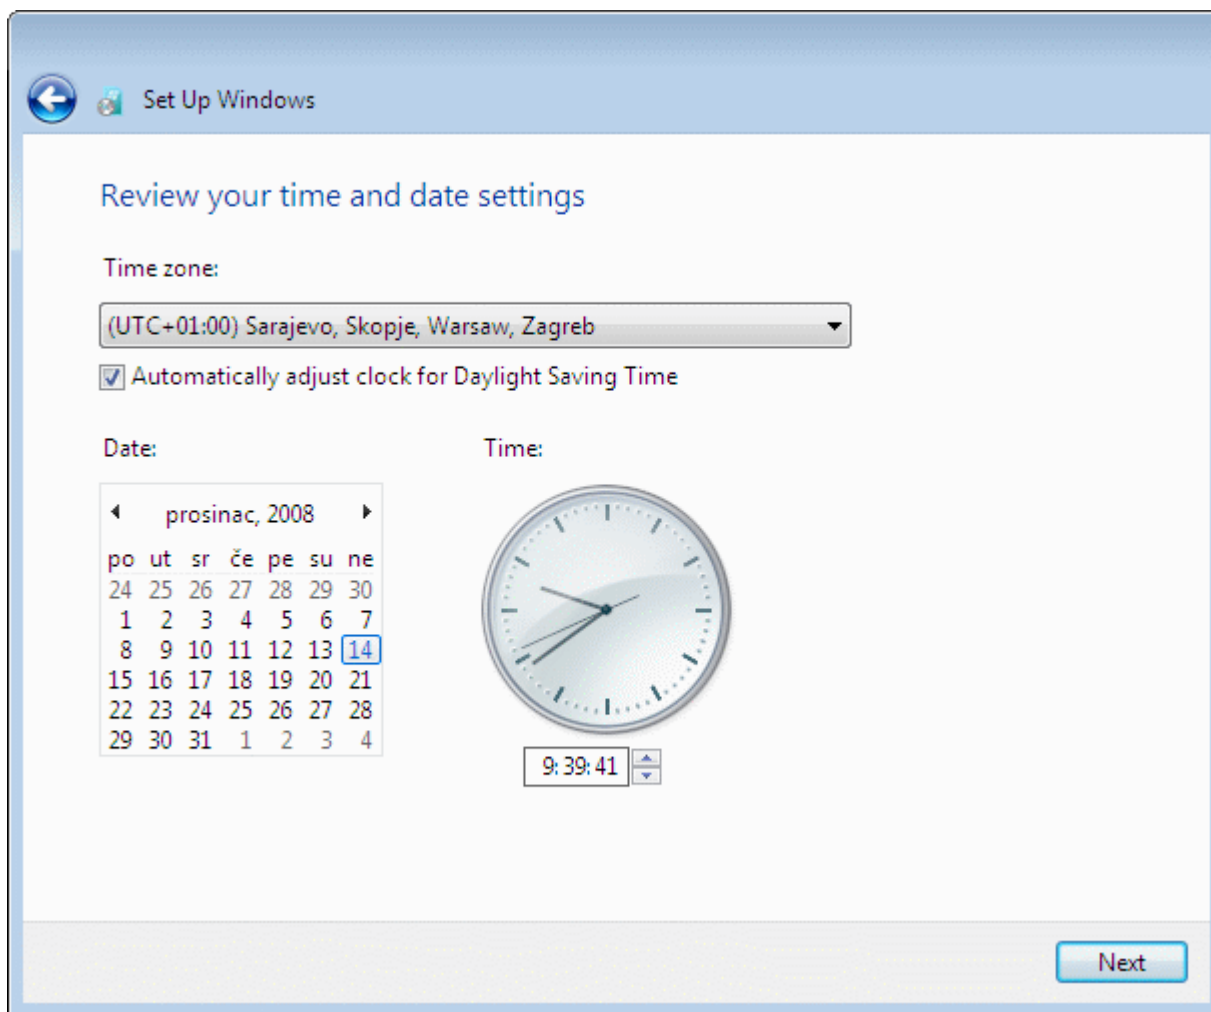 Set Up Windows
Review your time and date settings
Time zone:
(UTC+01:00) Sarajevo, Skopje, Warsaw, Zagreb
Automatically adjust clock for Daylight Saving Time
Date:
Time:
prosinac, 2008
po ut sr če pe su ne
24 25 26 27 28 29 30
1 2 3 4 5 6 7
8 9 10 11 12 13 14
15 16 17 18 19 20 21
22 23 24 25 26 27 28
29 30 31 1 2 3 4
9:39:41
Next